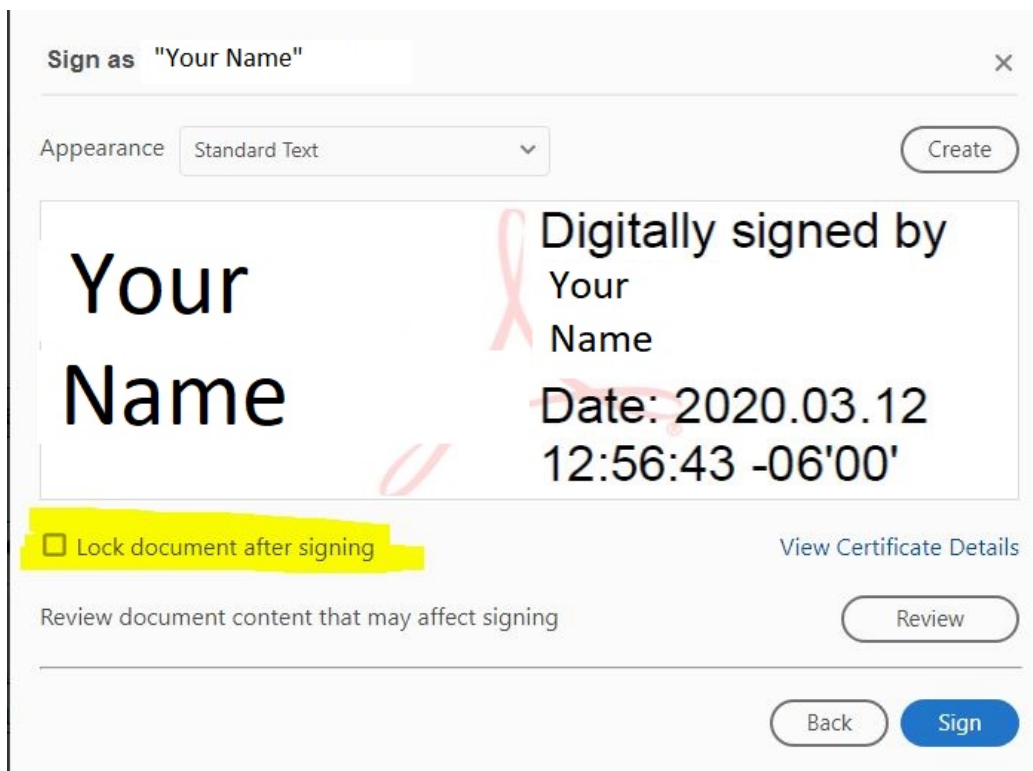 Sign as "Your Name"
×
Appearance Standard Text Create
Your
Name
Digitally signed by
Your
Name
Date: 2020.03.12
12:56:43 -06'00'
®
Lock document after signing View Certificate Details
Review document content that may affect signing Review
Back Sign